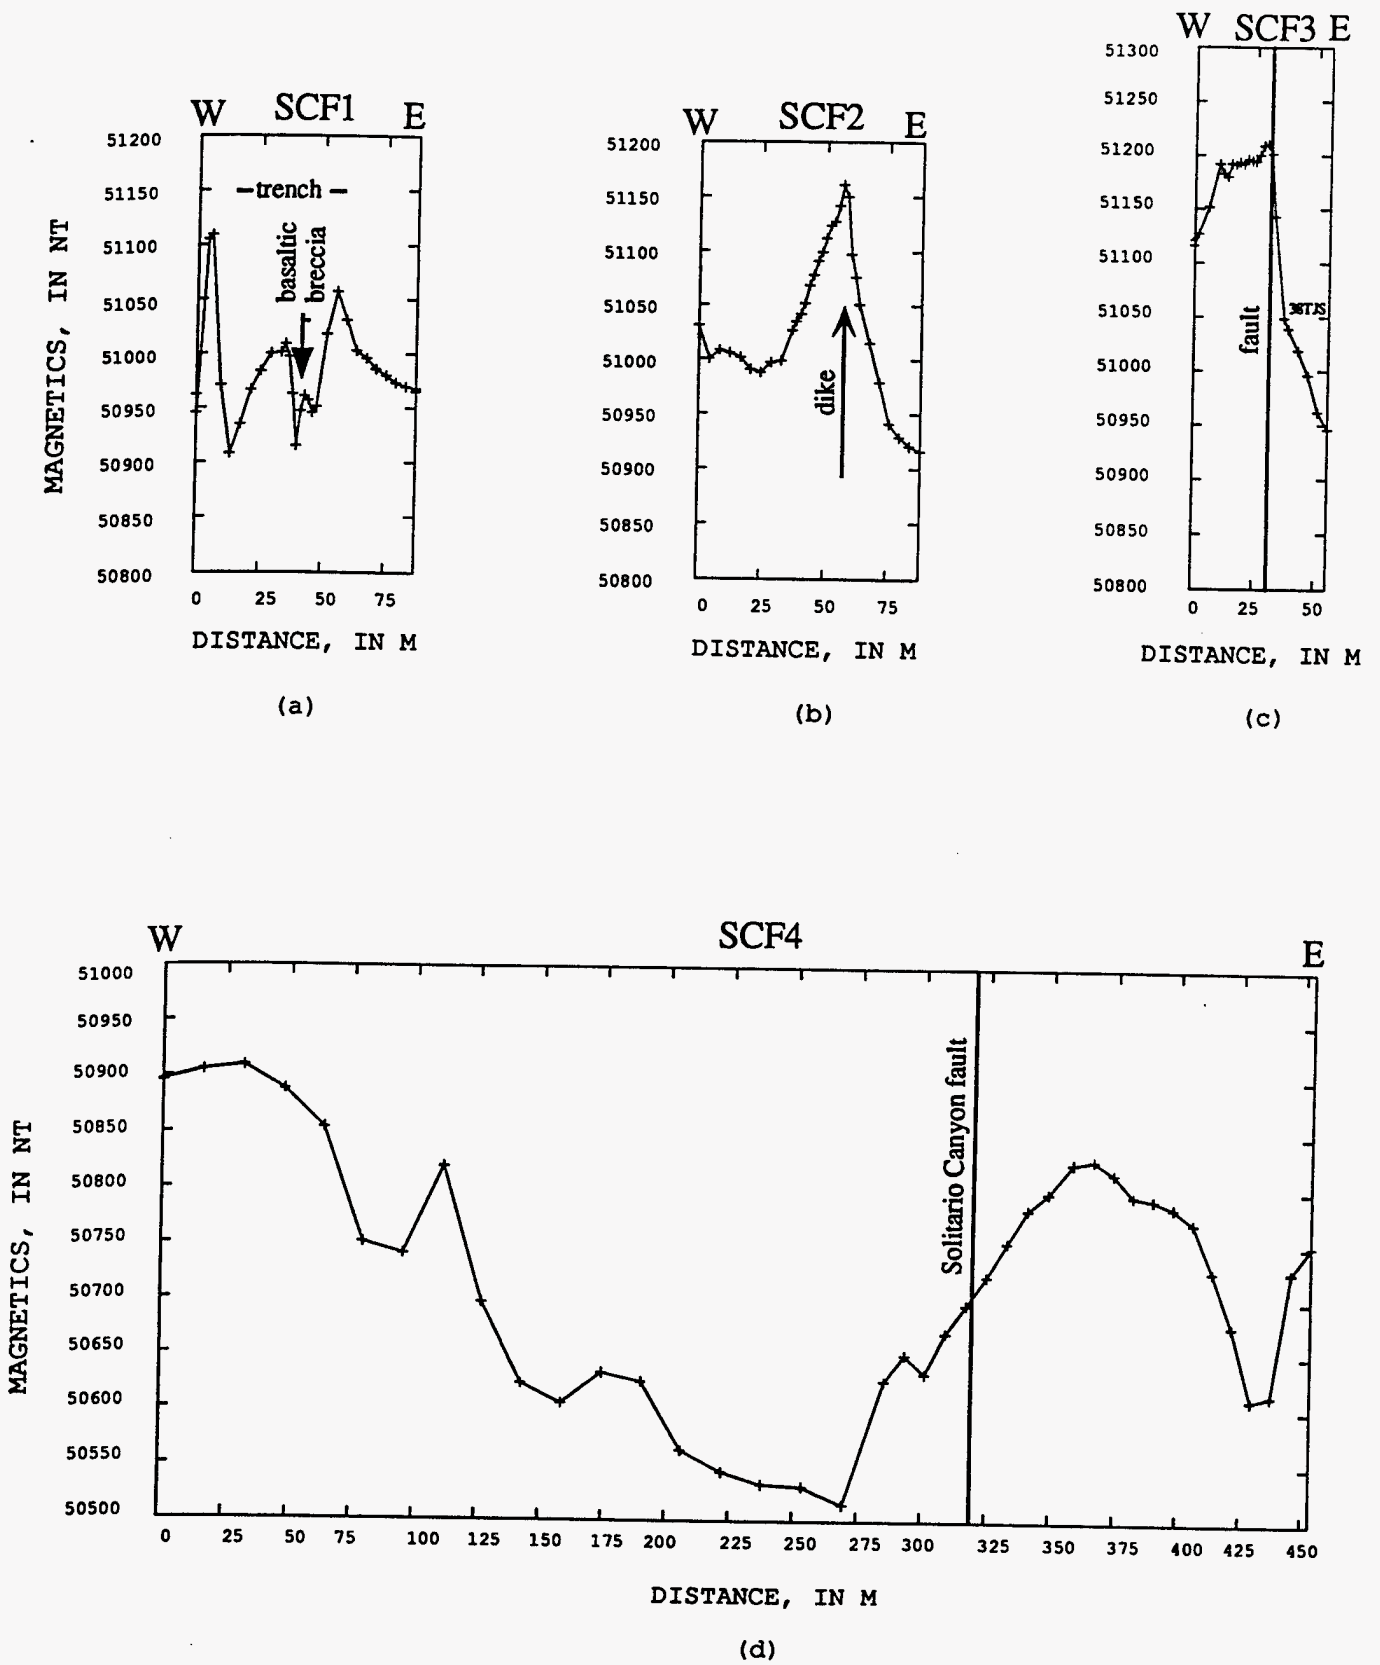 W SCF1 E
51200
51150
51100
51050
51000
50950
50900
50850
50800
MAGNETICS, IN NT
trench
basaltic
breccia
0 25 50 75
DISTANCE, IN M
(a)
W SCF2 E
51200
51150
51100
51050
51000
50950
50900
50850
50800
dike
0 25 50 75
DISTANCE, IN M
(b)
W SCF3 E
51300
51250
51200
51150
51100
51050
51000
50950
50900
50850
50800
fault
0 25 50
DISTANCE, IN M
(c)
W SCF4 E
51000
50950
50900
50850
50800
50750
50700
50650
50600
50550
50500
MAGNETICS, IN NT
Solitario Canyon fault
0 25 50 75 100 125 150 175 200 225 250 275 300 325 350 375 400 425 450
DISTANCE, IN M
(d)